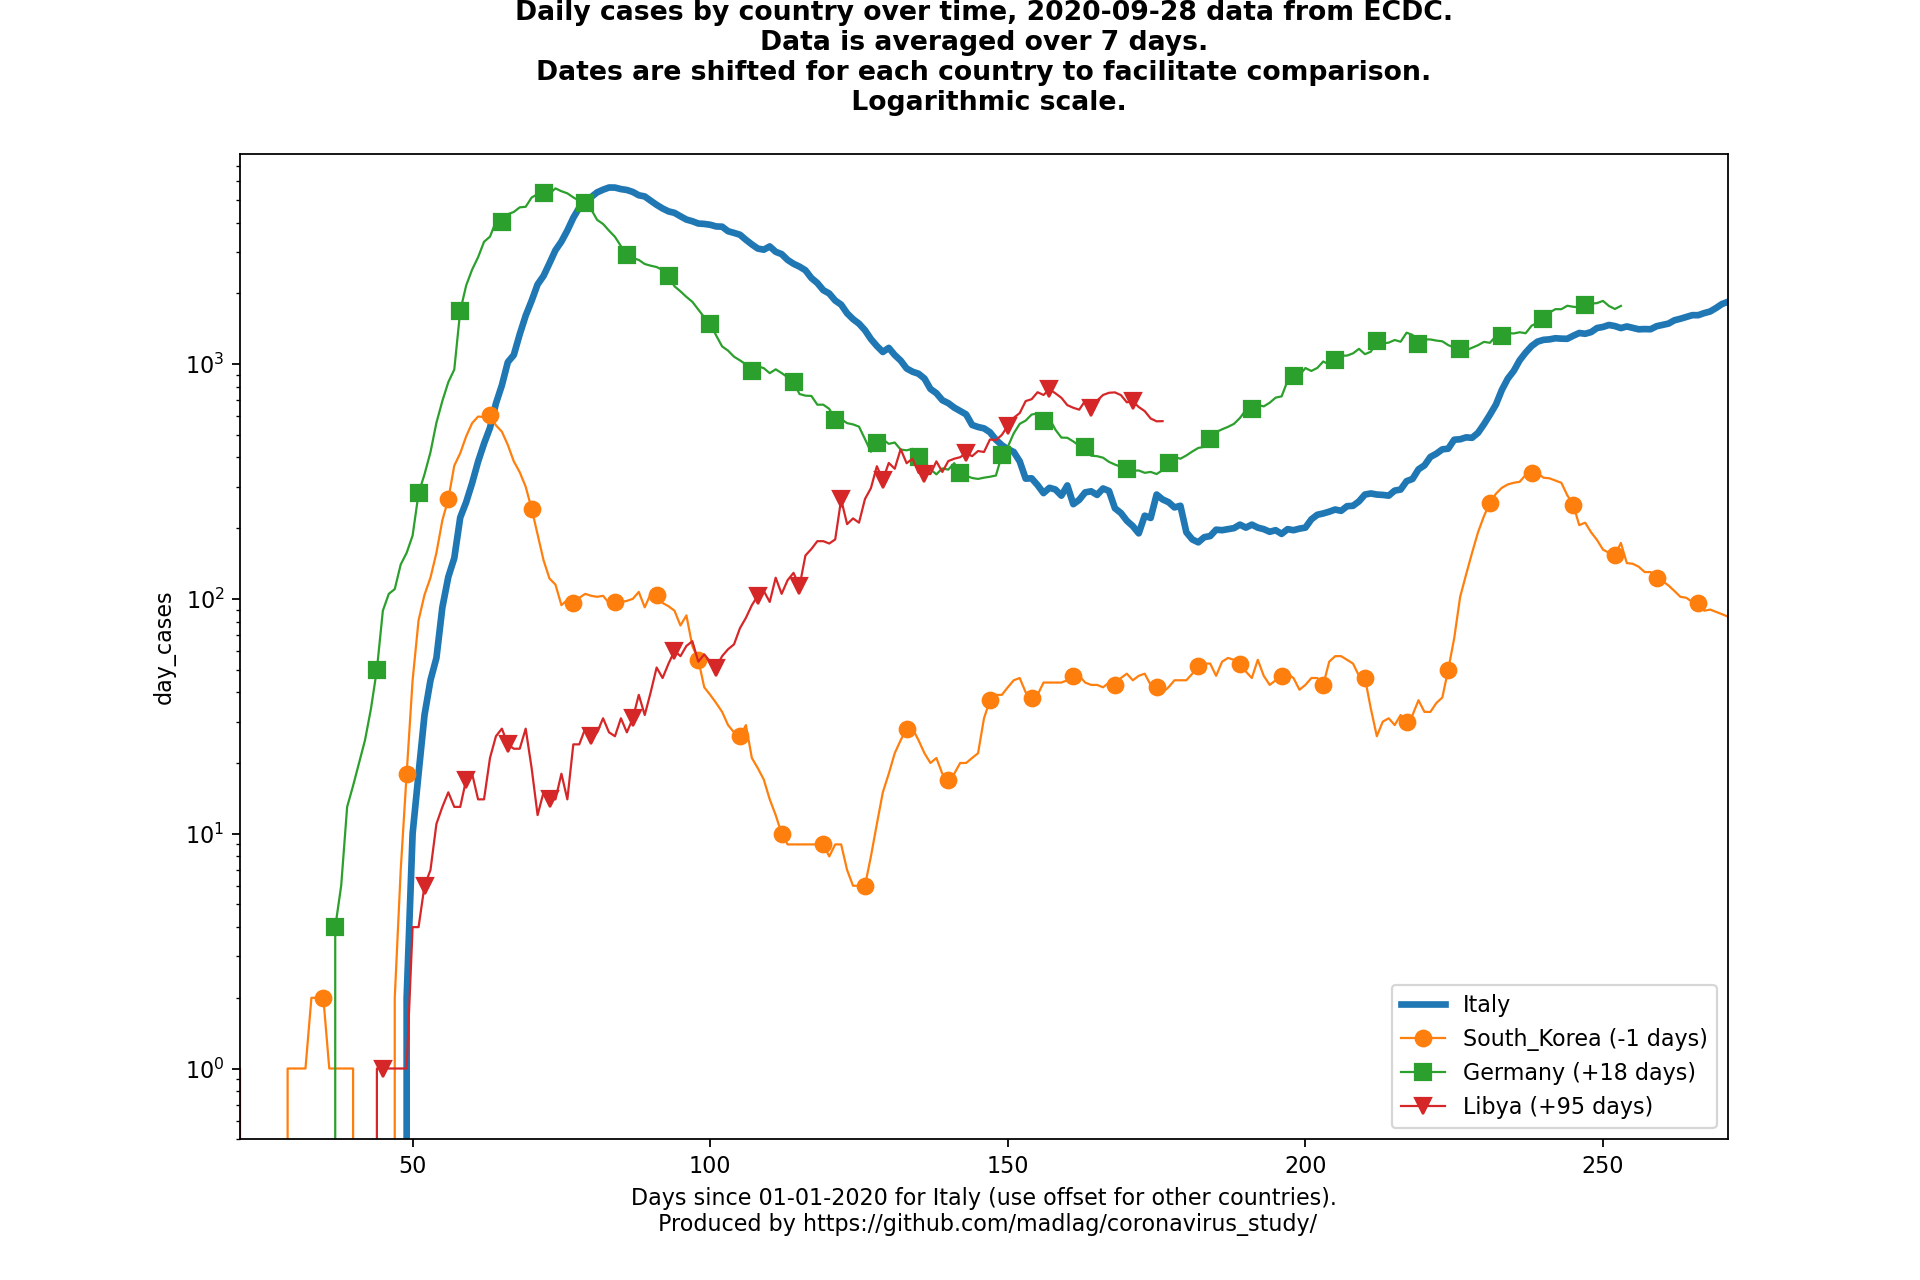 Daily cases by country over time, 2020-09-28 data from ECDC.
Data is averaged over 7 days.
Dates are shifted for each country to facilitate comparison.
Logarithmic scale.
10³
10²
10¹
10⁰
day_cases
50
100
150
200
250
Italy
South_Korea (-1 days)
Germany (+18 days)
Libya (+95 days)
Days since 01-01-2020 for Italy (use offset for other countries).
Produced by https://github.com/madlag/coronavirus_study/